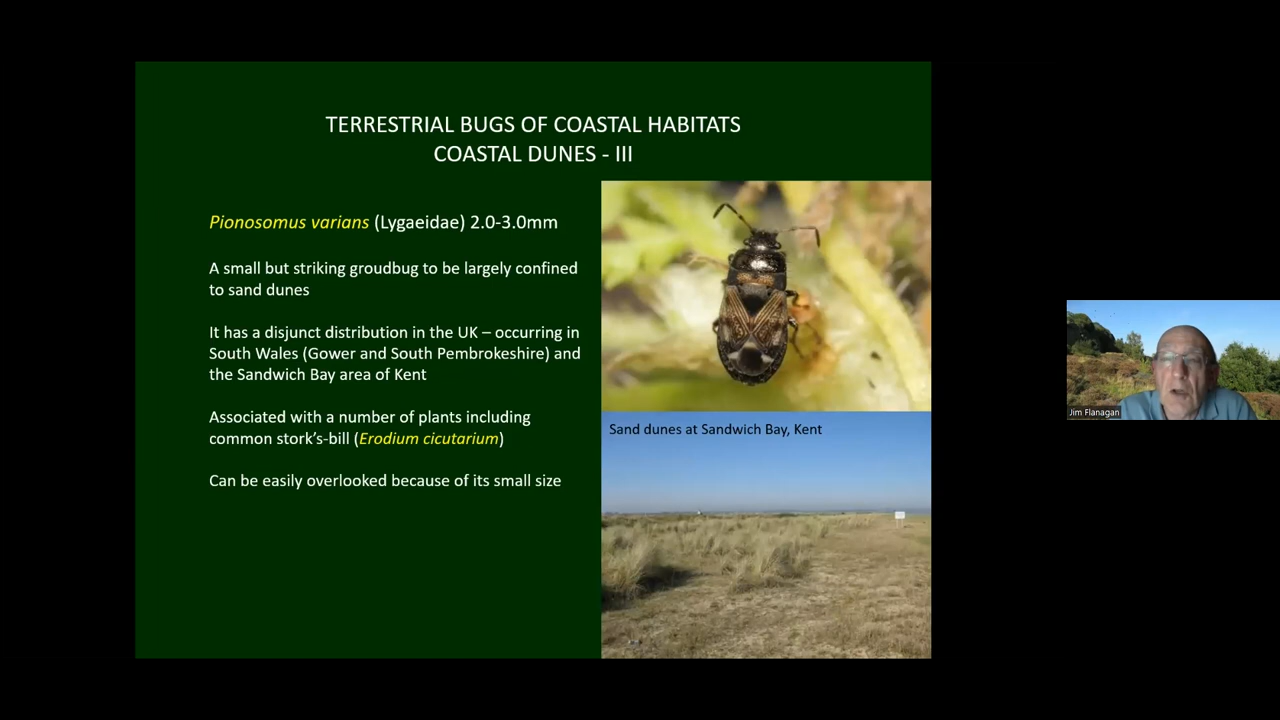 TERRESTRIAL BUGS OF COASTAL HABITATS
COASTAL DUNES - III
Pionosomus varians (Lygaeidae) 2.0-3.0mm
A small but striking groudbug to be largely confined
to sand dunes
It has a disjunct distribution in the UK – occurring in
South Wales (Gower and South Pembrokeshire) and
the Sandwich Bay area of Kent
Associated with a number of plants including
common stork’s-bill (Erodium cicutarium)
Can be easily overlooked because of its small size
Sand dunes at Sandwich Bay, Kent
Jim Flanagan